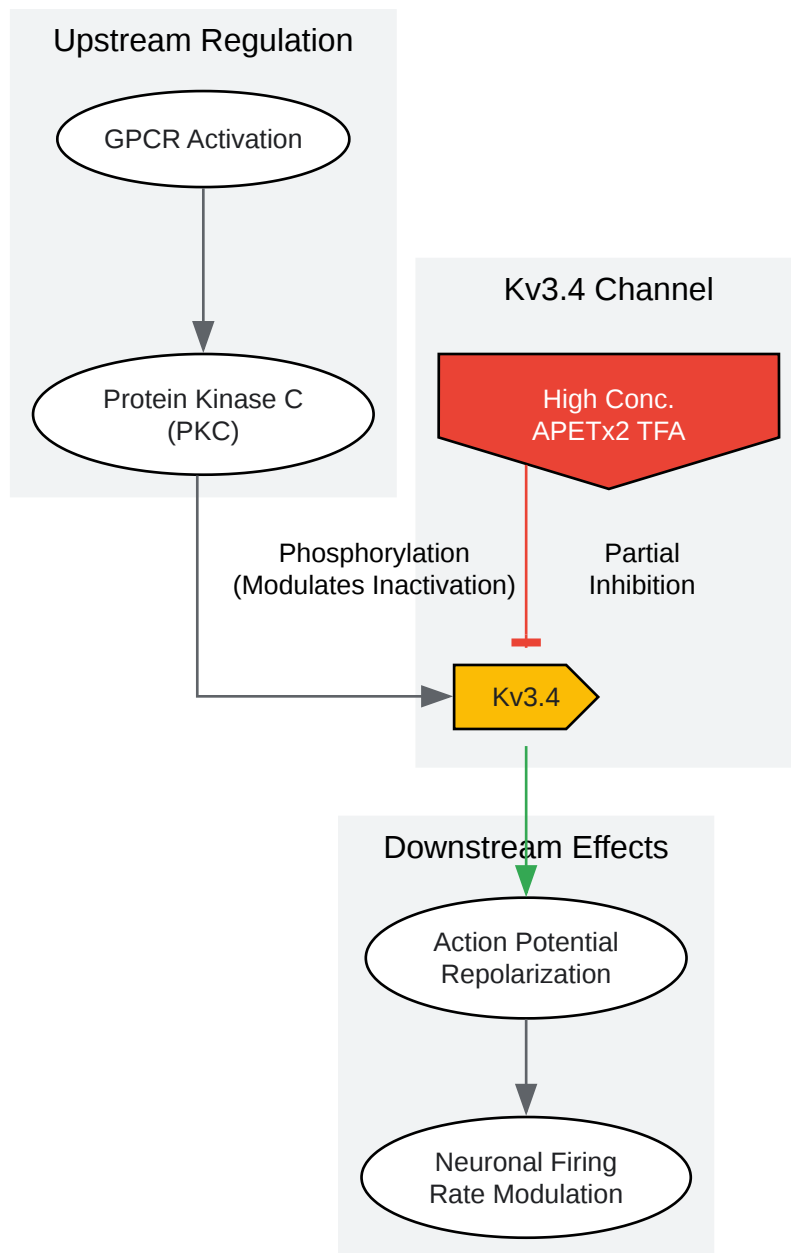 Upstream Regulation
GPCR Activation
Protein Kinase C
(PKC)
Kv3.4 Channel
High Conc.
APETx2 TFA
Phosphorylation
(Modulates Inactivation)
Partial
Inhibition
Kv3.4
Downstream Effects
Action Potential
Repolarization
Neuronal Firing
Rate Modulation